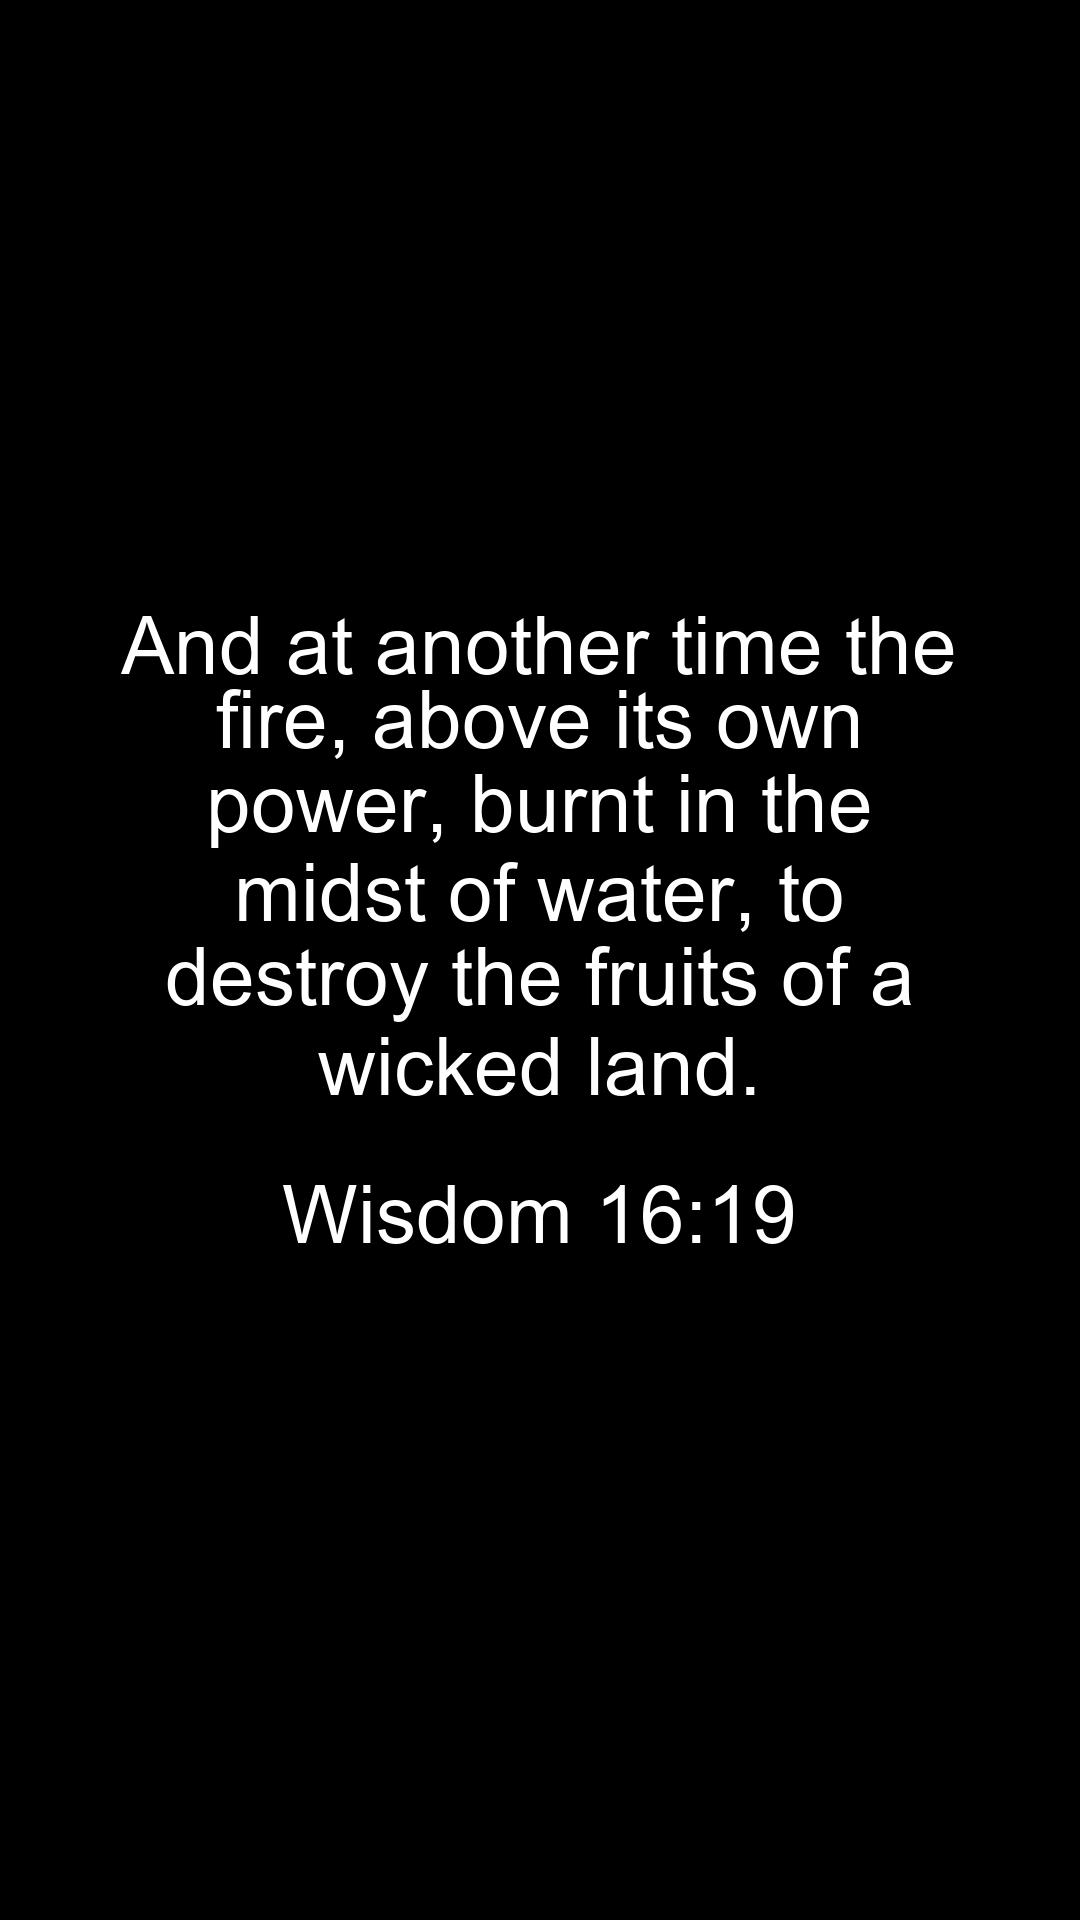 And at another time the
fire, above its own
power, burnt in the
midst of water, to
destroy the fruits of a
wicked land.
Wisdom 16:19